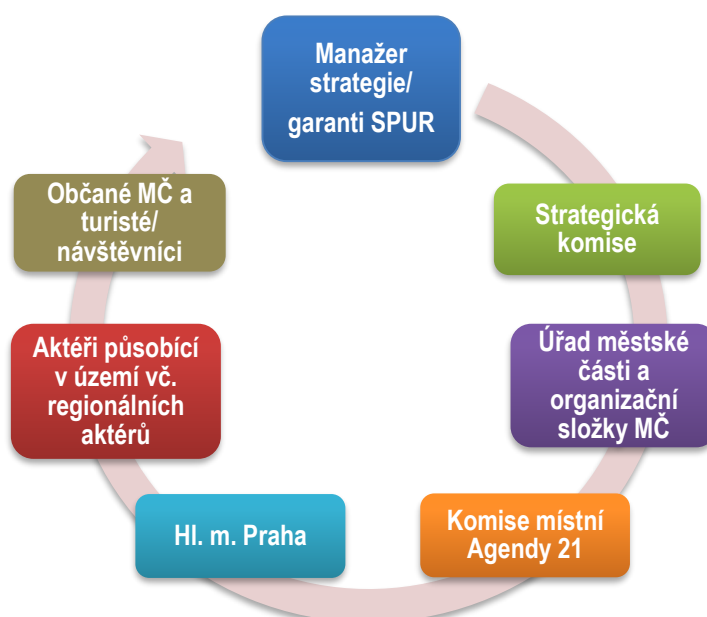 Manažer
strategie/
garanti SPUR
Strategická
komise
Úřad městské
části a
organizační
složky MČ
Komise místní
Agendy 21
Hl. m. Praha
Aktéři působící
v území vč.
regionálních
aktérů
Občané MČ a
turisté/
návštěvníci